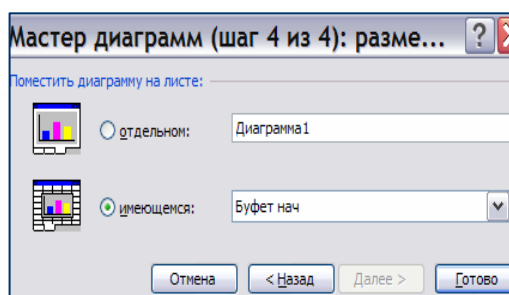 Мастер диаграмм (шаг 4 из 4): разме...
Поместить диаграмму на листе:
отдельном: Диаграмма1
имеющемся: Буфет нач
Отмена < Назад Далее > Готово